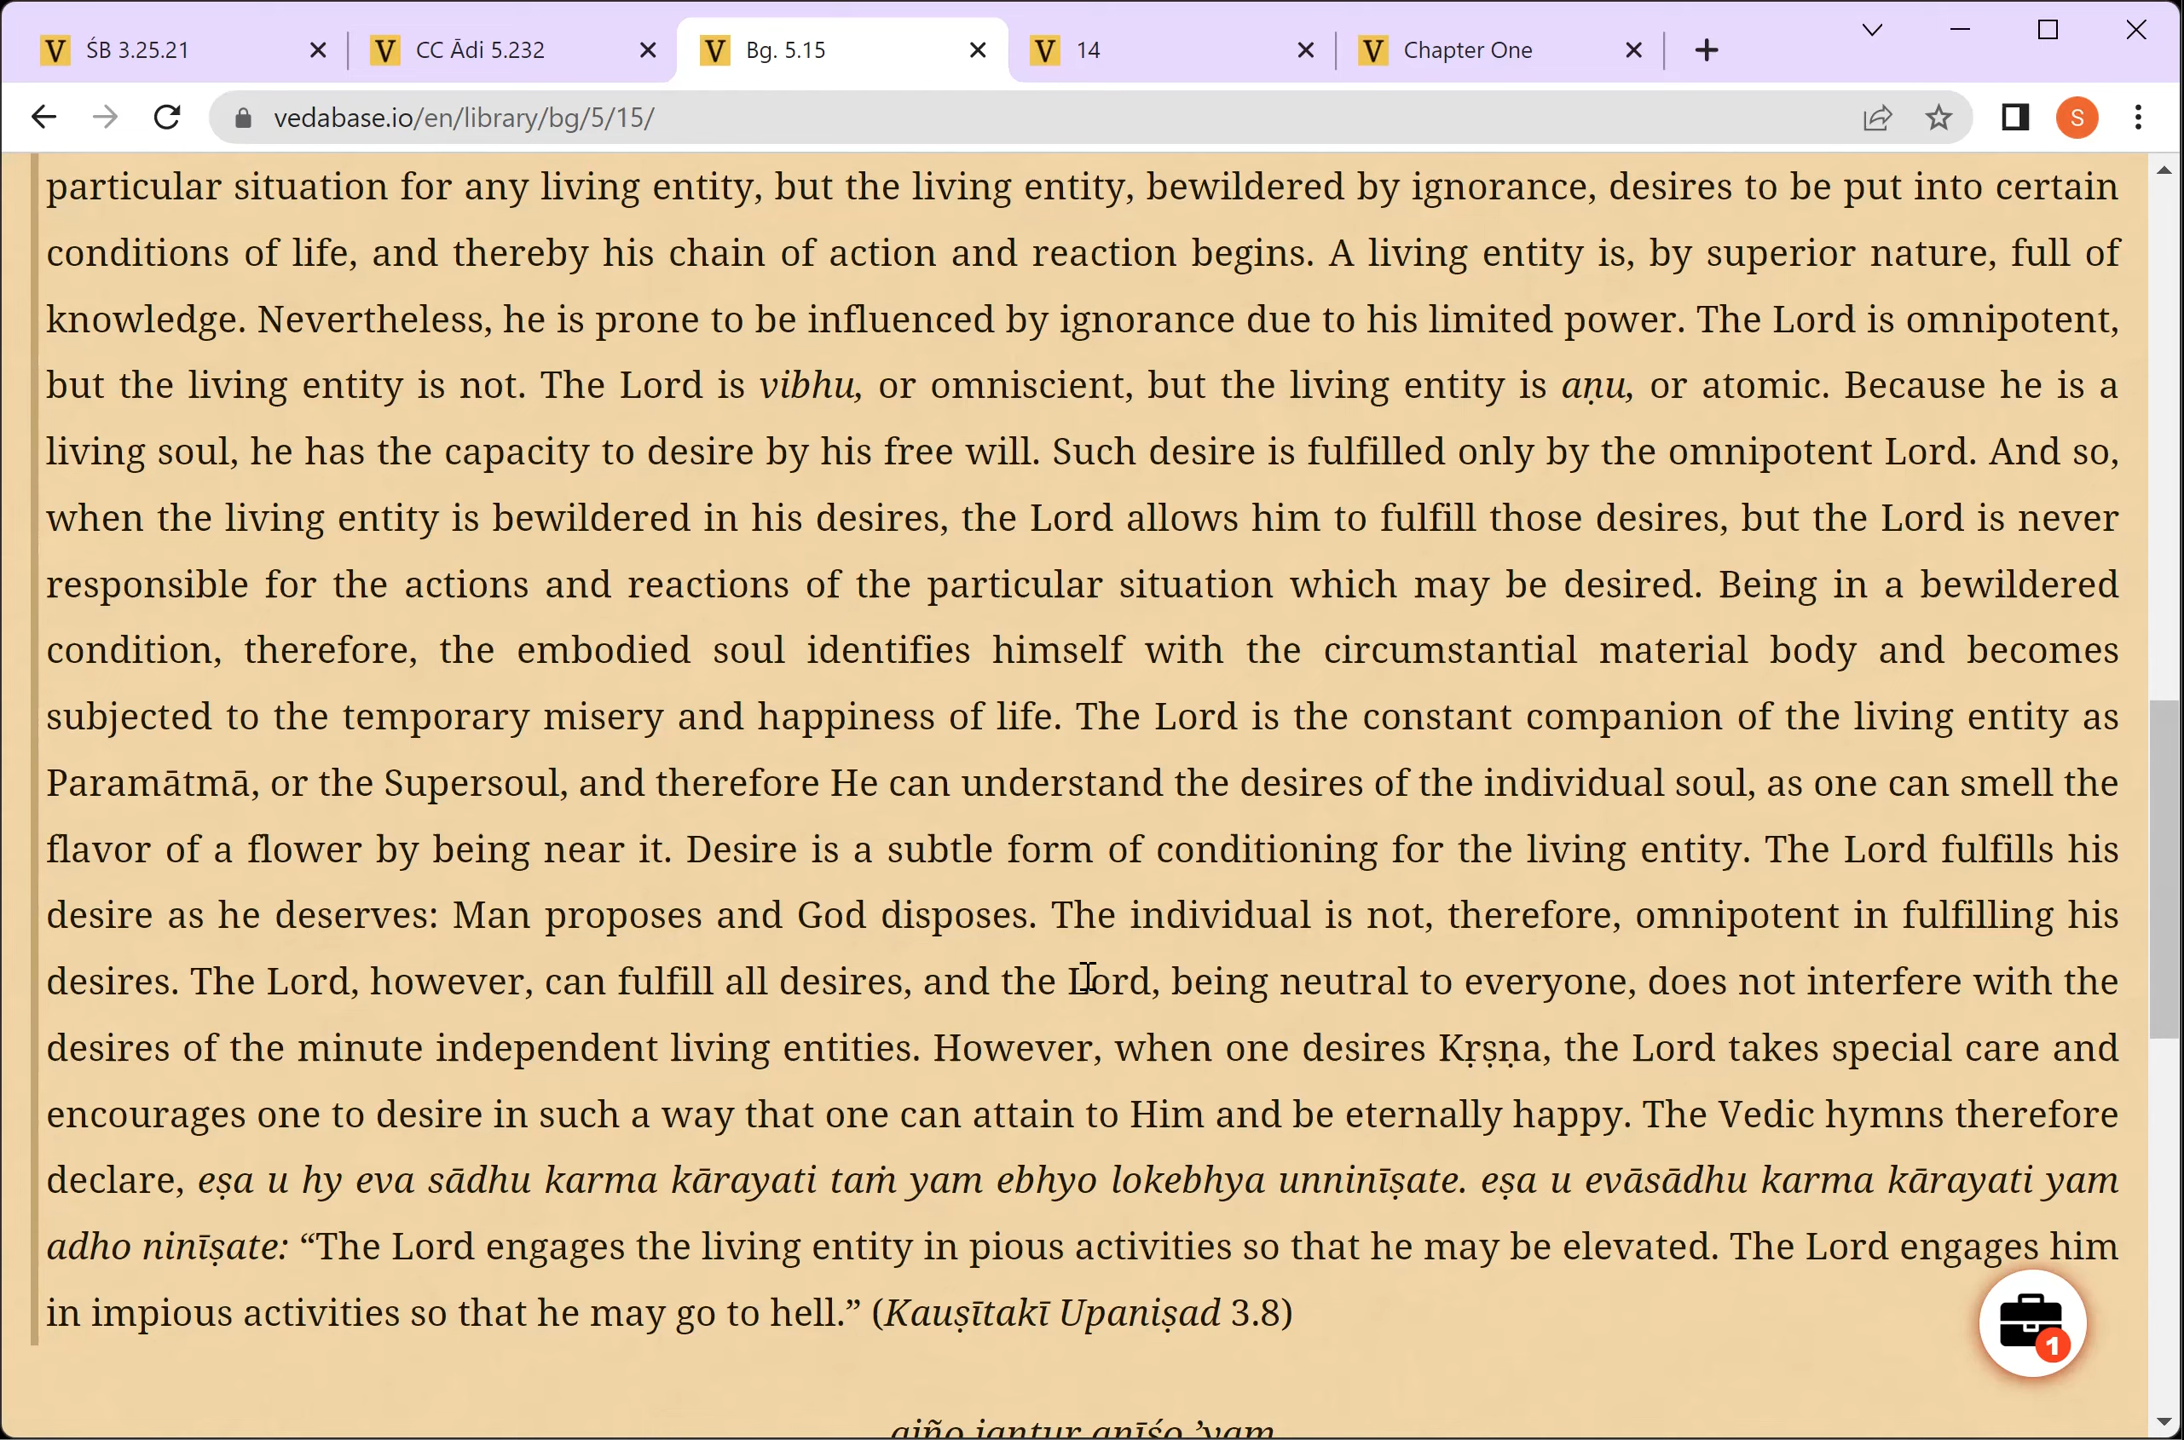 ŚB 3.25.21
CC Ādi 5.232
Bg. 5.15
14
Chapter One
vedabase.io/en/library/bg/5/15/
S
particular situation for any living entity, but the living entity, bewildered by ignorance, desires to be put into certain
conditions of life, and thereby his chain of action and reaction begins. A living entity is, by superior nature, full of
knowledge. Nevertheless, he is prone to be influenced by ignorance due to his limited power. The Lord is omnipotent,
but the living entity is not. The Lord is vibhu, or omniscient, but the living entity is aṇu, or atomic. Because he is a
living soul, he has the capacity to desire by his free will. Such desire is fulfilled only by the omnipotent Lord. And so,
when the living entity is bewildered in his desires, the Lord allows him to fulfill those desires, but the Lord is never
responsible for the actions and reactions of the particular situation which may be desired. Being in a bewildered
condition, therefore, the embodied soul identifies himself with the circumstantial material body and becomes
subjected to the temporary misery and happiness of life. The Lord is the constant companion of the living entity as
Paramātmā, or the Supersoul, and therefore He can understand the desires of the individual soul, as one can smell the
flavor of a flower by being near it. Desire is a subtle form of conditioning for the living entity. The Lord fulfills his
desire as he deserves: Man proposes and God disposes. The individual is not, therefore, omnipotent in fulfilling his
desires. The Lord, however, can fulfill all desires, and the Lord, being neutral to everyone, does not interfere with the
desires of the minute independent living entities. However, when one desires Kṛṣṇa, the Lord takes special care and
encourages one to desire in such a way that one can attain to Him and be eternally happy. The Vedic hymns therefore
declare, eṣa u hy eva sādhu karma kārayati taṁ yam ebhyo lokebhya unninīṣate. eṣa u evāsādhu karma kārayati yam
adho ninīṣate: “The Lord engages the living entity in pious activities so that he may be elevated. The Lord engages him
in impious activities so that he may go to hell.” (Kauṣītakī Upaniṣad 3.8)
1
ajño jantur anīśo ’yam